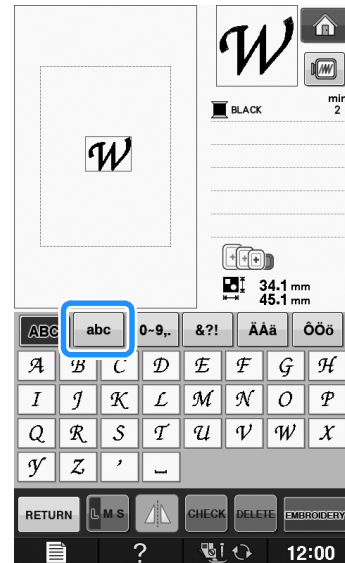 W
BLACK
min
2
W
34.1 mm
45.1 mm
ABC abc 0~9,. &?! ÄÅä ÔÖö
A B C D E F G H
I J K L M N O P
Q R S T U V W X
Y Z , _
RETURN L M S CHECK DELETE EMBROIDERY
? 12:00